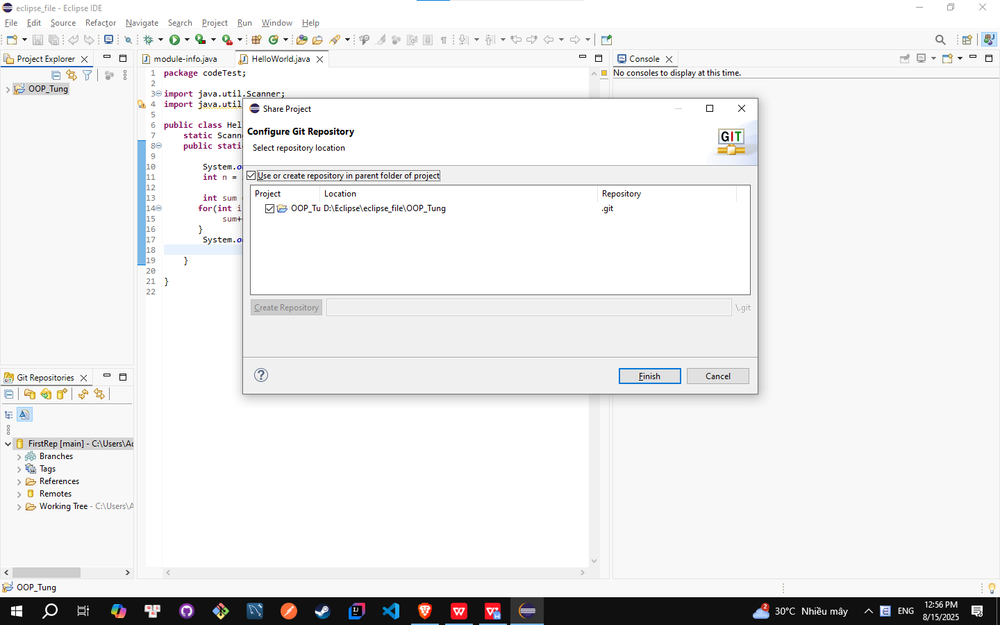 eclipse_file - Eclipse IDE
File Edit Source Refactor Navigate Search Project Run Window Help
Project Explorer
module-info.java
HelloWorld.java
Console
No consoles to display at this time.
OOP_Tung
1 package codeTest;
2
3 import java.util.Scanner;
4 import java.util
5
6 public class Hel
7 static Scann
8 public stati
9
10 System.o
11 int n =
12
13 int sum
14 for(int i
15 sum+
16 }
17 System.o
18
19 }
20
21 }
22
Share Project
Configure Git Repository
Select repository location
GIT
Use or create repository in parent folder of project
Project Location Repository
OOP_Tu D:\Eclipse\eclipse_file\OOP_Tung .git
Create Repository \.git
Finish Cancel
Git Repositories
FirstRep [main] - C:\Users\Ad
Branches
Tags
References
Remotes
Working Tree - C:\Users\A
OOP_Tung
2
30°C Nhiều mây
ENG
12:56 PM
8/15/2025